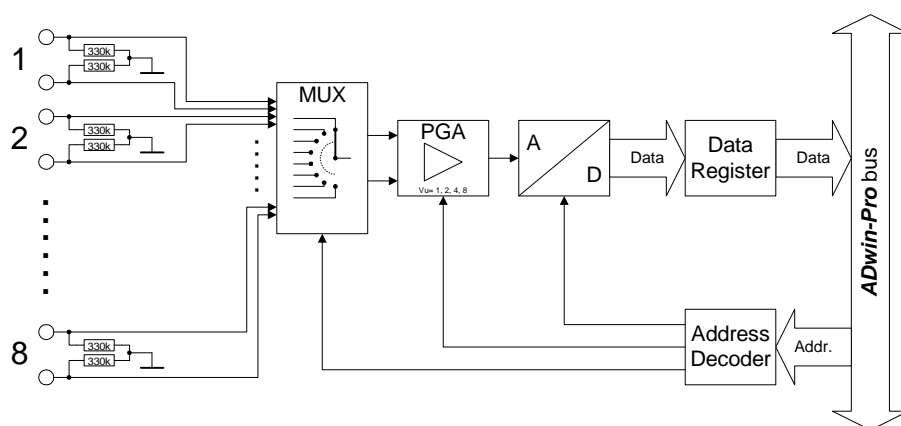 1
330k
330k
2
330k
330k
8
330k
330k
MUX
PGA
Vu= 1, 2, 4, 8
A
D
Data
Data
Register
Data
Address
Decoder
Addr.
ADwin-Pro bus